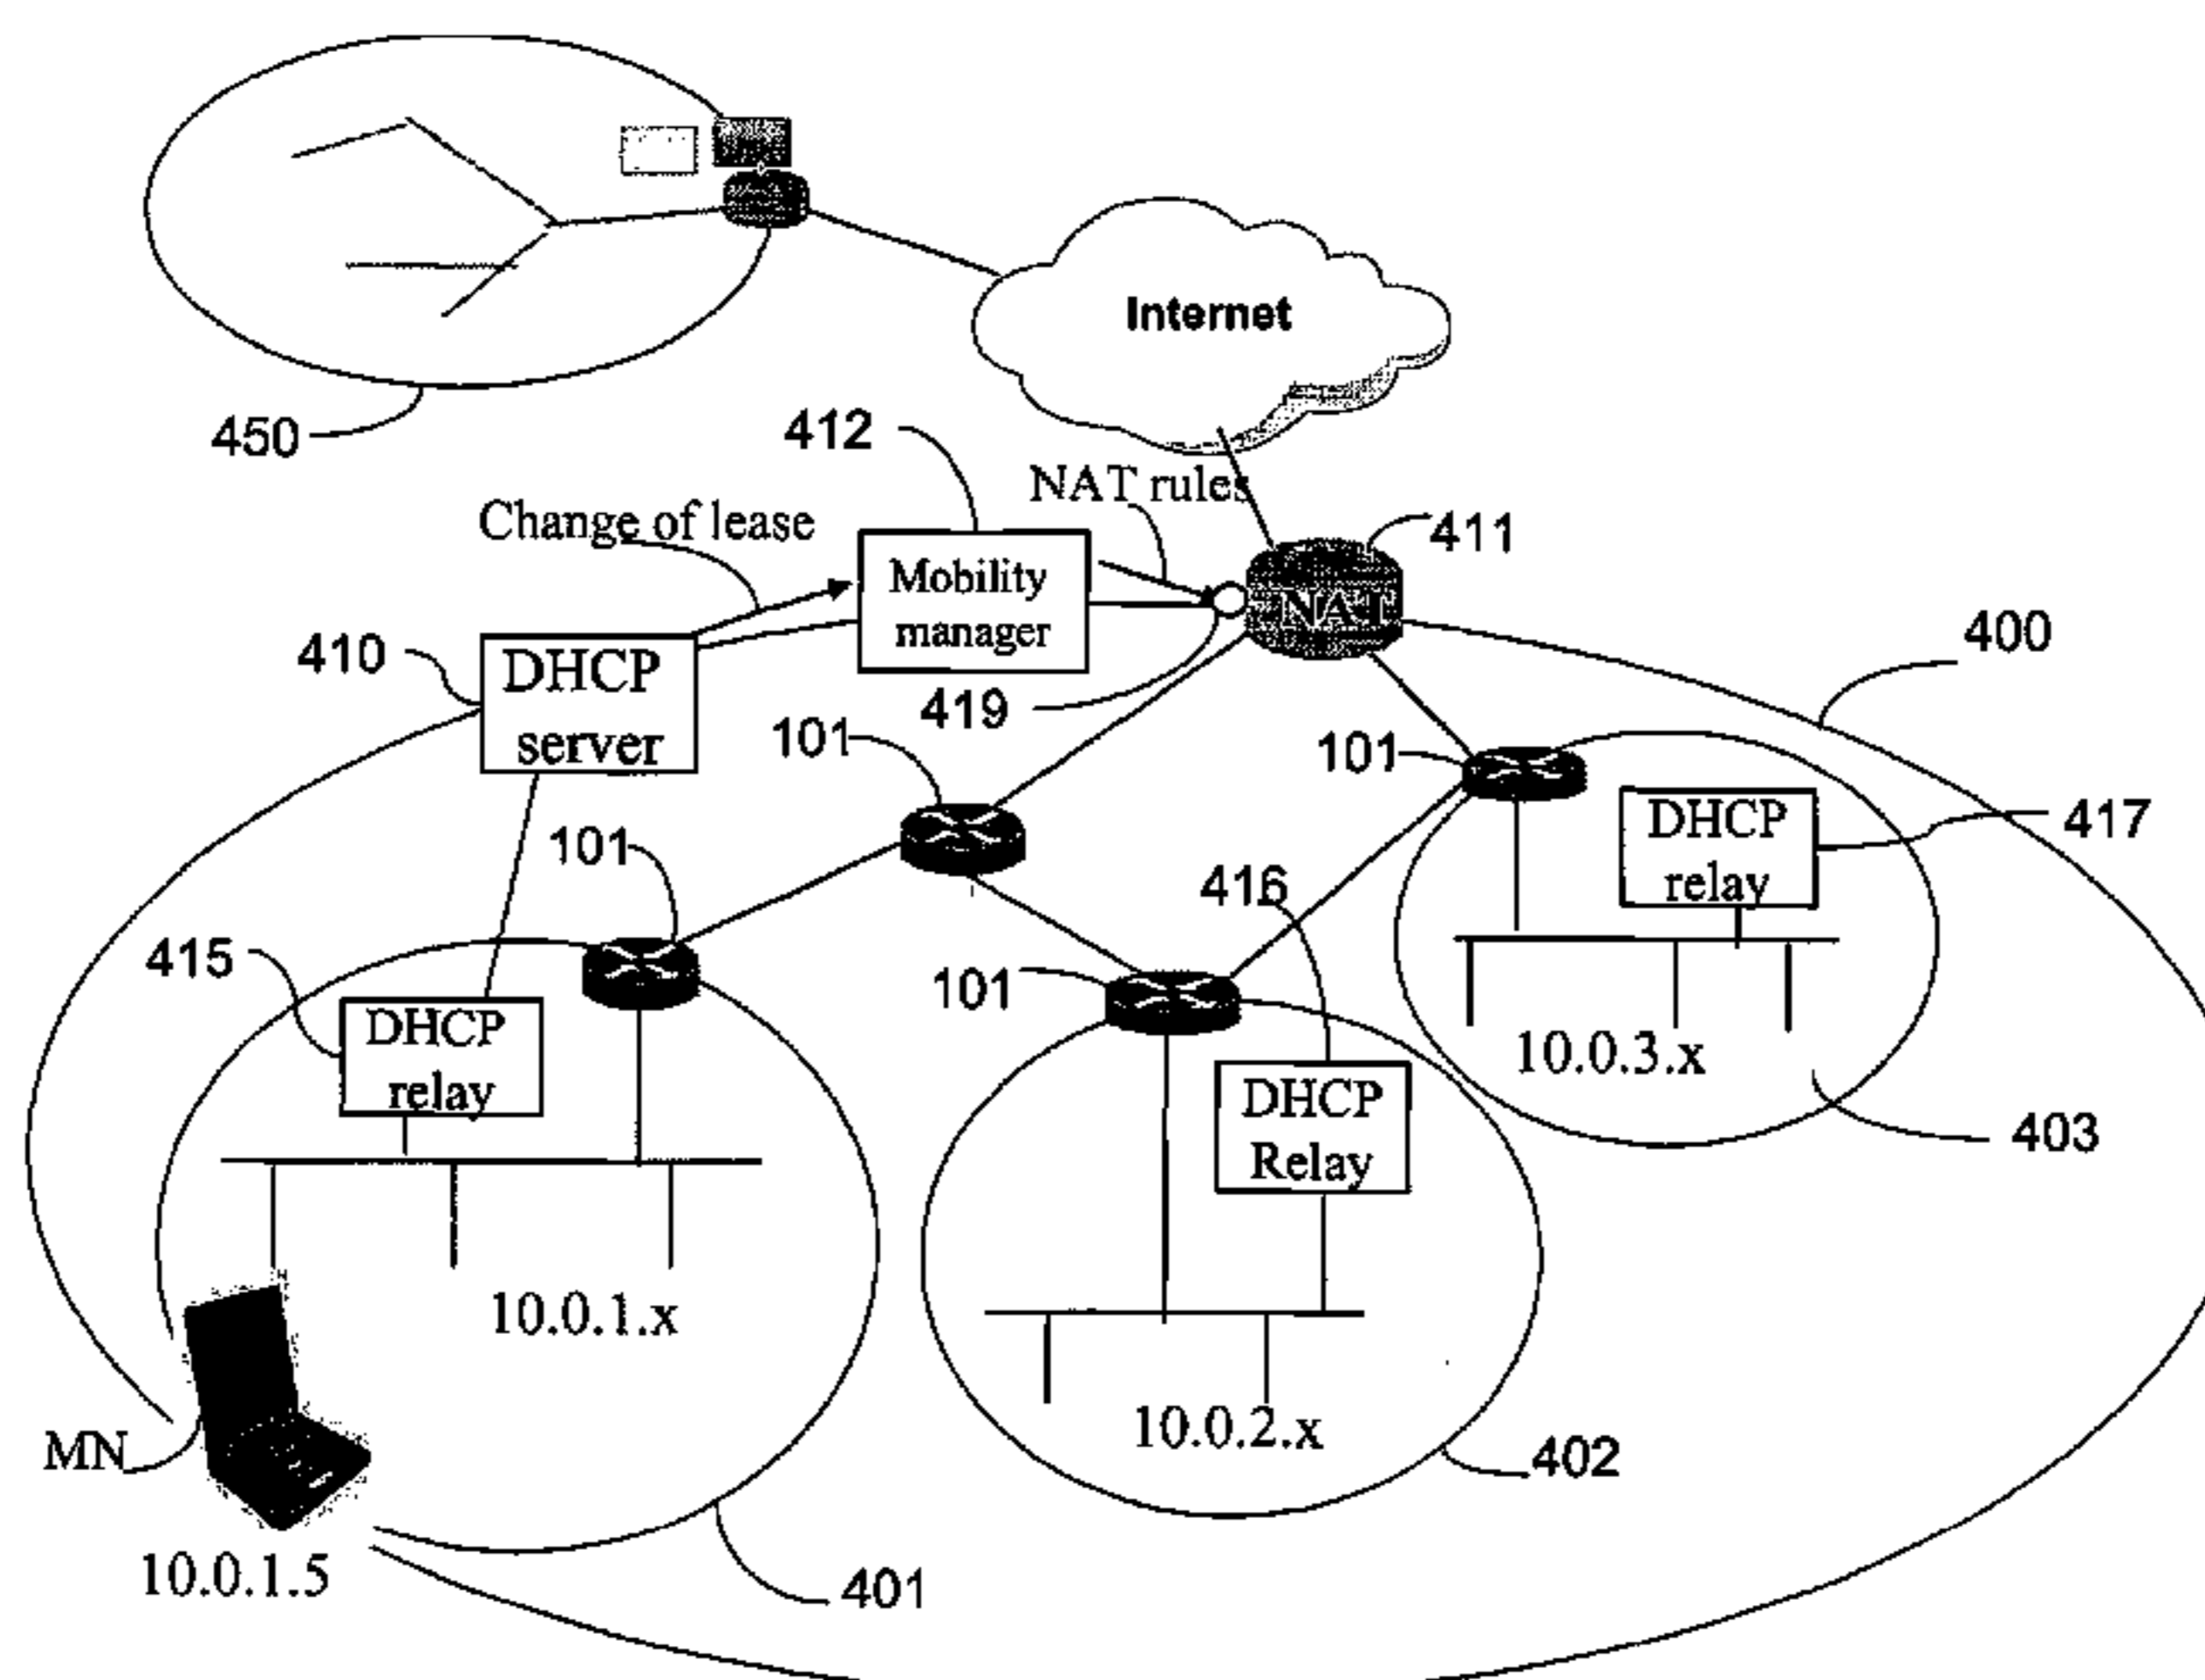 Internet
450
412
NAT rules
Change of lease
411
Mobility
manager
NAT
400
410
DHCP
server
419
101
101
DHCP
relay
417
101
416
415
DHCP
relay
101
10.0.3.x
DHCP
Relay
403
10.0.1.x
10.0.2.x
MN
402
10.0.1.5
401